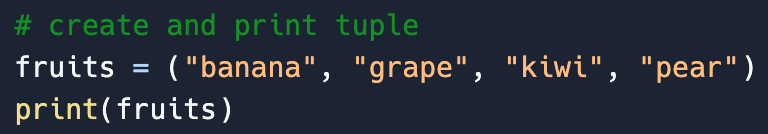 # create and print tuple
fruits = ("banana", "grape", "kiwi", "pear")
print(fruits)